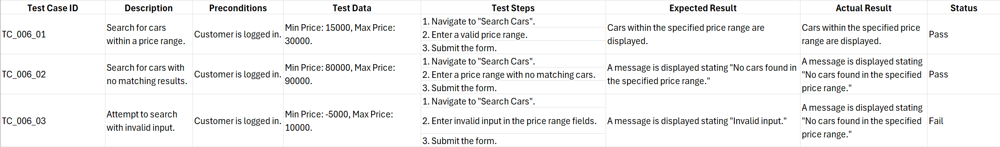 Test Case ID Description Preconditions Test Data Test Steps Expected Result Actual Result Status
TC_006_01
Search for cars
within a price range.
Customer is logged in.
Min Price: 15000, Max Price:
30000.
1. Navigate to "Search Cars".
2. Enter a valid price range.
3. Submit the form.
Cars within the specified price range are
displayed.
Cars within the specified price
range are displayed.
Pass
TC_006_02
Search for cars with
no matching results.
Customer is logged in.
Min Price: 80000, Max Price:
90000.
1. Navigate to "Search Cars".
2. Enter a price range with no matching cars.
3. Submit the form.
A message is displayed stating "No cars found in
the specified price range."
A message is displayed stating
"No cars found in the specified
price range."
Pass
TC_006_03
Attempt to search
with invalid input.
Customer is logged in.
Min Price: -5000, Max Price:
10000.
1. Navigate to "Search Cars".
2. Enter invalid input in the price range fields.
3. Submit the form.
A message is displayed stating "Invalid input."
A message is displayed stating
"No cars found in the specified
price range."
Fail